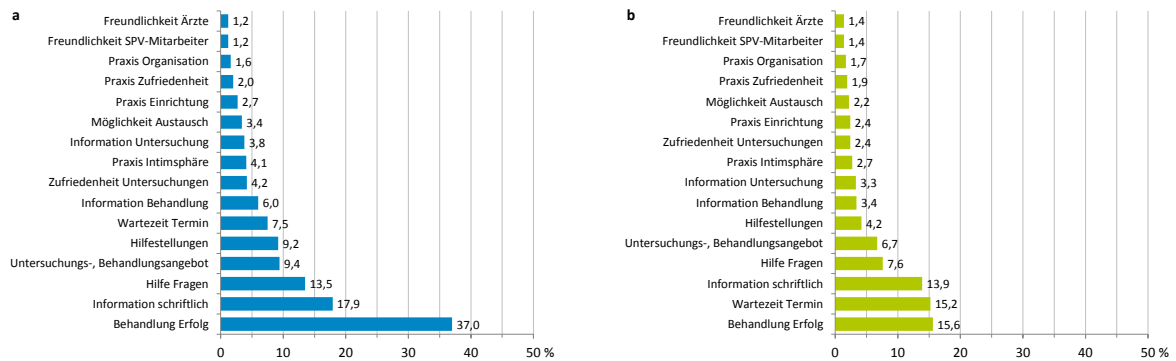 a
Freundlichkeit Ärzte 1,2
Freundlichkeit SPV-Mitarbeiter 1,2
Praxis Organisation 1,6
Praxis Zufriedenheit 2,0
Praxis Einrichtung 2,7
Möglichkeit Austausch 3,4
Information Untersuchung 3,8
Praxis Intimsphäre 4,1
Zufriedenheit Untersuchungen 4,2
Information Behandlung 6,0
Wartezeit Termin 7,5
Hilfestellungen 9,2
Untersuchungs-, Behandlungsangebot 9,4
Hilfe Fragen 13,5
Information schriftlich 17,9
Behandlung Erfolg 37,0
0 10 20 30 40 50 %
b
Freundlichkeit Ärzte 1,4
Freundlichkeit SPV-Mitarbeiter 1,4
Praxis Organisation 1,7
Praxis Zufriedenheit 1,9
Möglichkeit Austausch 2,2
Praxis Einrichtung 2,4
Zufriedenheit Untersuchungen 2,4
Praxis Intimsphäre 2,7
Information Untersuchung 3,3
Information Behandlung 3,4
Hilfestellungen 4,2
Untersuchungs-, Behandlungsangebot 6,7
Hilfe Fragen 7,6
Information schriftlich 13,9
Wartezeit Termin 15,2
Behandlung Erfolg 15,6
0 10 20 30 40 50 %